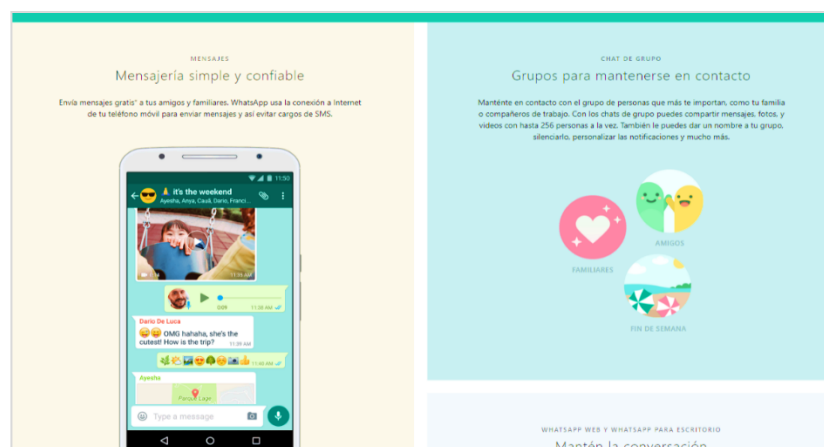 MENSAJES
Mensajería simple y confiable
Envía mensajes gratis* a tus amigos y familiares. WhatsApp usa la conexión a Internet
de tu teléfono móvil para enviar mensajes y así evitar cargos de SMS.
11:50
it's the weekend
Ayesha, Anya, Cauã, Dario, Franci...
11:39 AM
0:09
11:39 AM
Dario De Luca
OMG hahaha, she's the
cutest! How is the trip?
11:39 AM
11:40 AM
Ayesha
Parque Lage
Type a message
CHAT DE GRUPO
Grupos para mantenerse en contacto
Manténte en contacto con el grupo de personas que más te importan, como tu familia
o compañeros de trabajo. Con los chats de grupo puedes compartir mensajes, fotos, y
videos con hasta 256 personas a la vez. También le puedes dar un nombre a tu grupo,
silenciarlo, personalizar las notificaciones y mucho más.
AMIGOS
FAMILIARES
FIN DE SEMANA
WHATSAPP WEB Y WHATSAPP PARA ESCRITORIO
Mantén la conversación